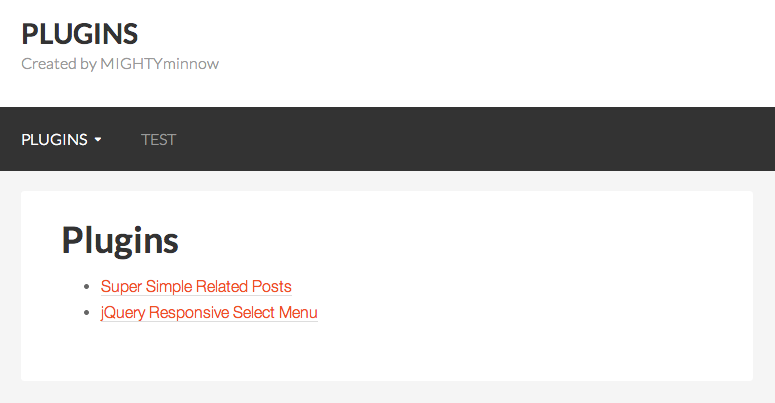 PLUGINS
Created by MIGHTYminnow
PLUGINS TEST
Plugins
Super Simple Related Posts
jQuery Responsive Select Menu